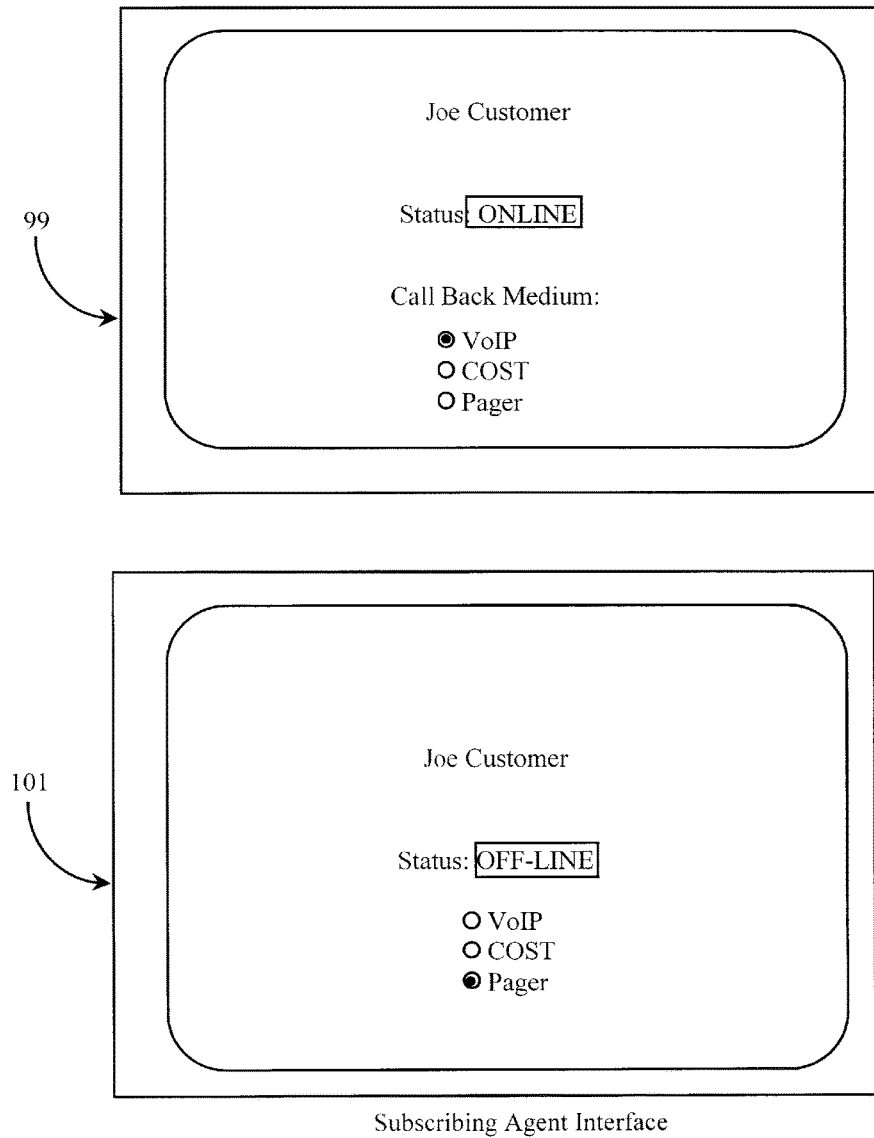 Joe Customer
Status: ONLINE
99
Call Back Medium:
VoIP
COST
Pager
Joe Customer
101
Status: OFF-LINE
VoIP
COST
Pager
Subscribing Agent Interface